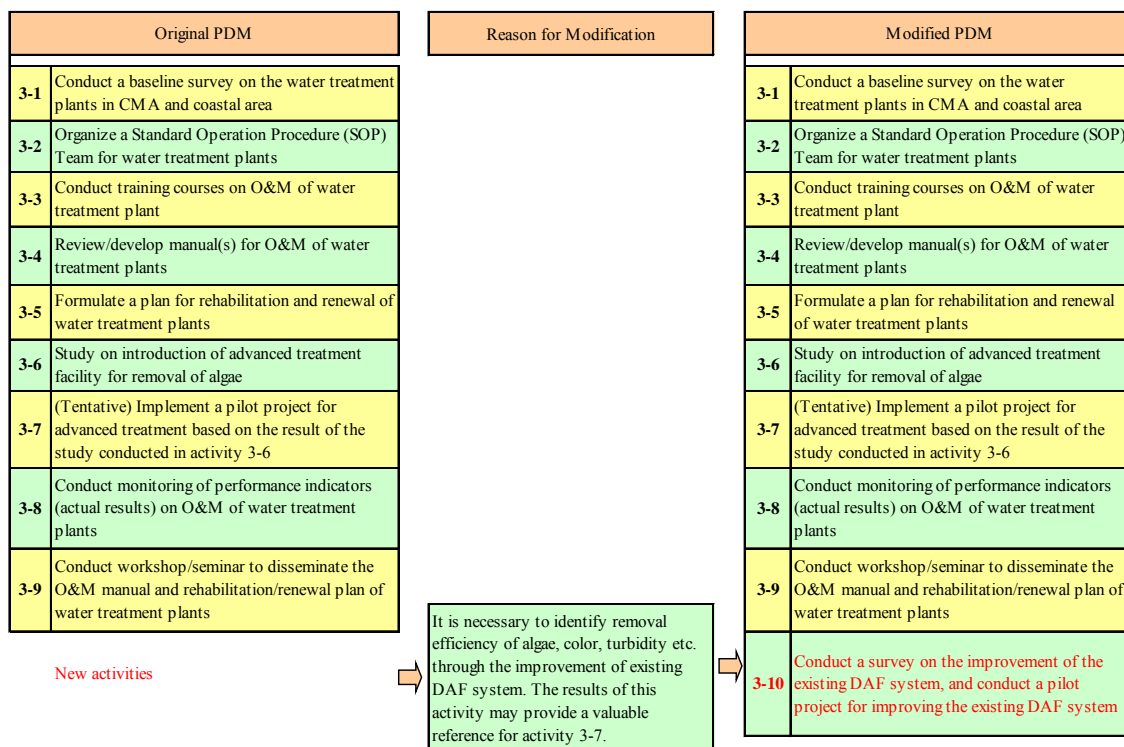 Original PDM
Reason for Modification
Modified PDM
3-1
Conduct a baseline survey on the water treatment
plants in CMA and coastal area
3-2
Organize a Standard Operation Procedure (SOP)
Team for water treatment plants
3-3
Conduct training courses on O&M of water
treatment plant
3-4
Review/develop manual(s) for O&M of water
treatment plants
3-5
Formulate a plan for rehabilitation and renewal of
water treatment plants
3-6
Study on introduction of advanced treatment
facility for removal of algae
3-7
(Tentative) Implement a pilot project for
advanced treatment based on the result of the
study conducted in activity 3-6
3-8
Conduct monitoring of performance indicators
(actual results) on O&M of water treatment
plants
3-9
Conduct workshop/seminar to disseminate the
O&M manual and rehabilitation/renewal plan of
water treatment plants
New activities
It is necessary to identify removal
efficiency of algae, color, turbidity etc.
through the improvement of existing
DAF system. The results of this
activity may provide a valuable
reference for activity 3-7.
3-1
Conduct a baseline survey on the water
treatment plants in CMA and coastal area
3-2
Organize a Standard Operation Procedure (SOP)
Team for water treatment plants
3-3
Conduct training courses on O&M of water
treatment plant
3-4
Review/develop manual(s) for O&M of water
treatment plants
3-5
Formulate a plan for rehabilitation and renewal
of water treatment plants
3-6
Study on introduction of advanced treatment
facility for removal of algae
3-7
(Tentative) Implement a pilot project for
advanced treatment based on the result of the
study conducted in activity 3-6
3-8
Conduct monitoring of performance indicators
(actual results) on O&M of water treatment
plants
3-9
Conduct workshop/seminar to disseminate the
O&M manual and rehabilitation/renewal plan of
water treatment plants
3-10
Conduct a survey on the improvement of the
existing DAF system, and conduct a pilot
project for improving the existing DAF system